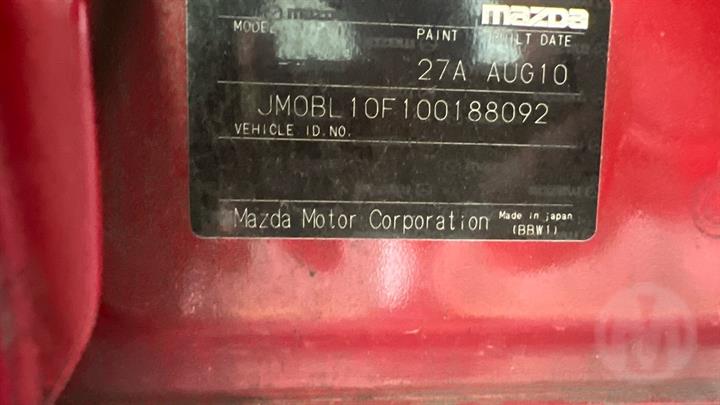 mazda
MODEL PAINT BUILT DATE
27A AUG10
JM0BL10F100188092
VEHICLE ID.NO.
Mazda Motor Corporation Made in japan
(BBW1)